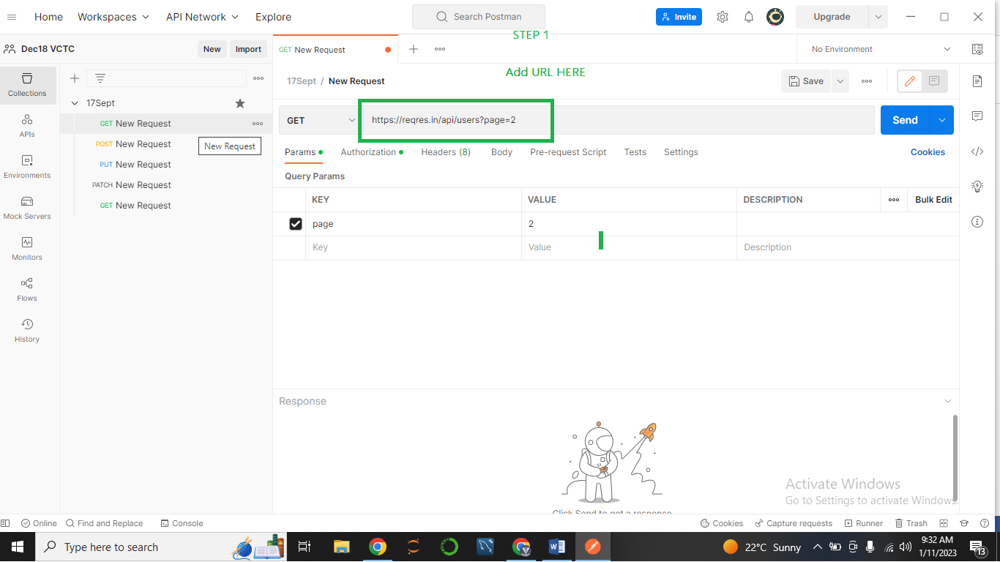 Home Workspaces API Network Explore Search Postman Invite Upgrade
STEP 1
Dec18 VCTC New Import GET New Request No Environment
Add URL HERE
Collections
17Sept / New Request Save
17Sept
GET New Request
GET https://reqres.in/api/users?page=2 Send
APIs
POST New Request
New Request
Params Authorization Headers (8) Body Pre-request Script Tests Settings Cookies
PUT New Request
Environments
Query Params
PATCH New Request
KEY VALUE DESCRIPTION Bulk Edit
GET New Request
Mock Servers
page 2
Key Value Description
Monitors
Flows
History
Response
Activate Windows
Go to Settings to activate Windows.
Click Send to get a response
Online Find and Replace Console Cookies Capture requests Runner Trash
Type here to search 22°C Sunny 9:32 AM
1/11/2023
13